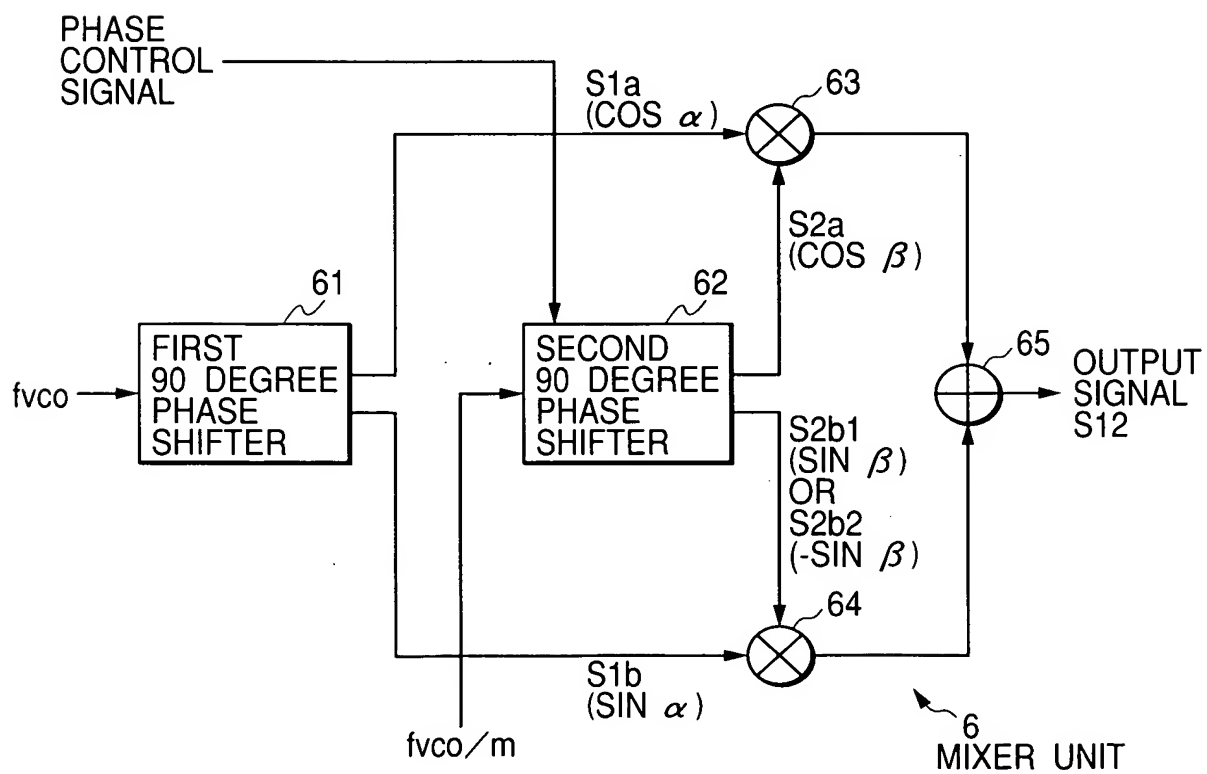 PHASE
CONTROL
SIGNAL
S1a
(COS α)
63
S2a
(COS β)
61
62
FIRST
90 DEGREE
PHASE
SHIFTER
SECOND
90 DEGREE
PHASE
SHIFTER
fvco
65
OUTPUT
SIGNAL
S12
S2b1
(SIN β)
OR
S2b2
(-SIN β)
64
S1b
(SIN α)
fvco/m
6
MIXER UNIT